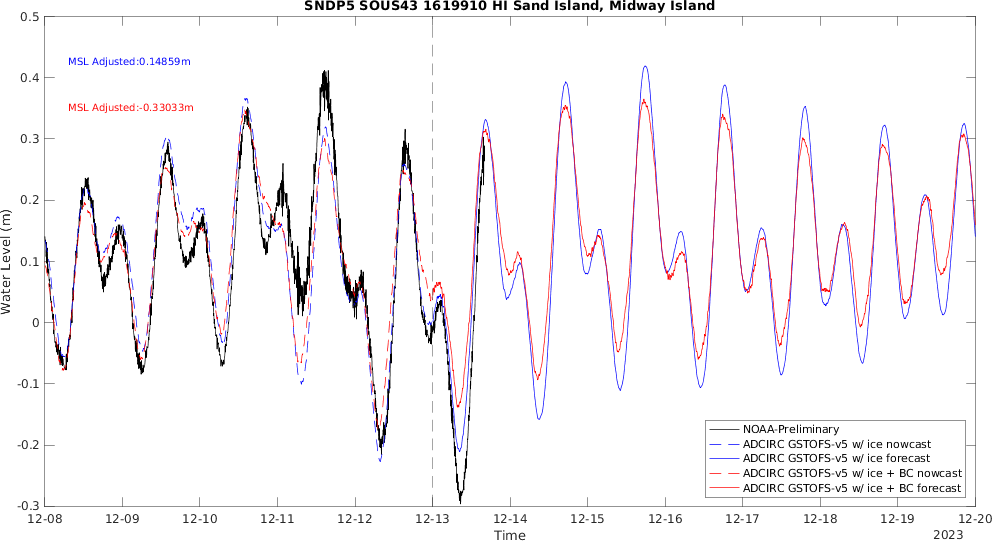 SNDP5 SOUS43 1619910 HI Sand Island, Midway Island
0.5
0.4
0.3
0.2
0.1
0
-0.1
-0.2
-0.3
Water Level (m)
MSL Adjusted:0.14859m
MSL Adjusted:-0.33033m
NOAA-Preliminary
ADCIRC GSTOFS-v5 w/ ice nowcast
ADCIRC GSTOFS-v5 w/ ice forecast
ADCIRC GSTOFS-v5 w/ ice + BC nowcast
ADCIRC GSTOFS-v5 w/ ice + BC forecast
12-08 12-09 12-10 12-11 12-12 12-13 12-14 12-15 12-16 12-17 12-18 12-19 12-20
Time
2023